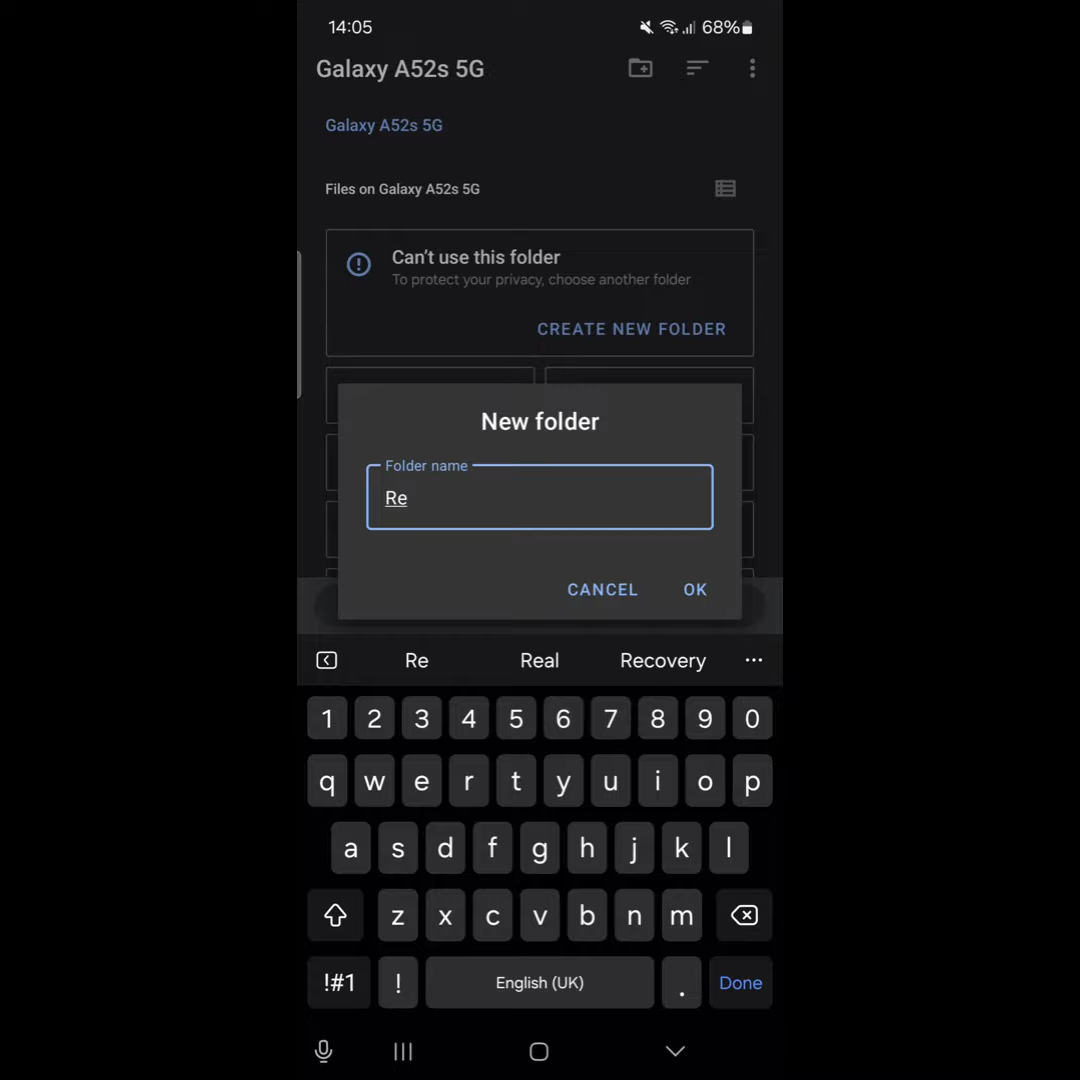 14:05 68%
Galaxy A52s 5G
Galaxy A52s 5G
Files on Galaxy A52s 5G
Can't use this folder
To protect your privacy, choose another folder
CREATE NEW FOLDER
New folder
Folder name
Re
CANCEL OK
Re Real Recovery ...
1 2 3 4 5 6 7 8 9 0
q w e r t y u i o p
a s d f g h j k l
z x c v b n m
!#1 ! English (UK) . Done